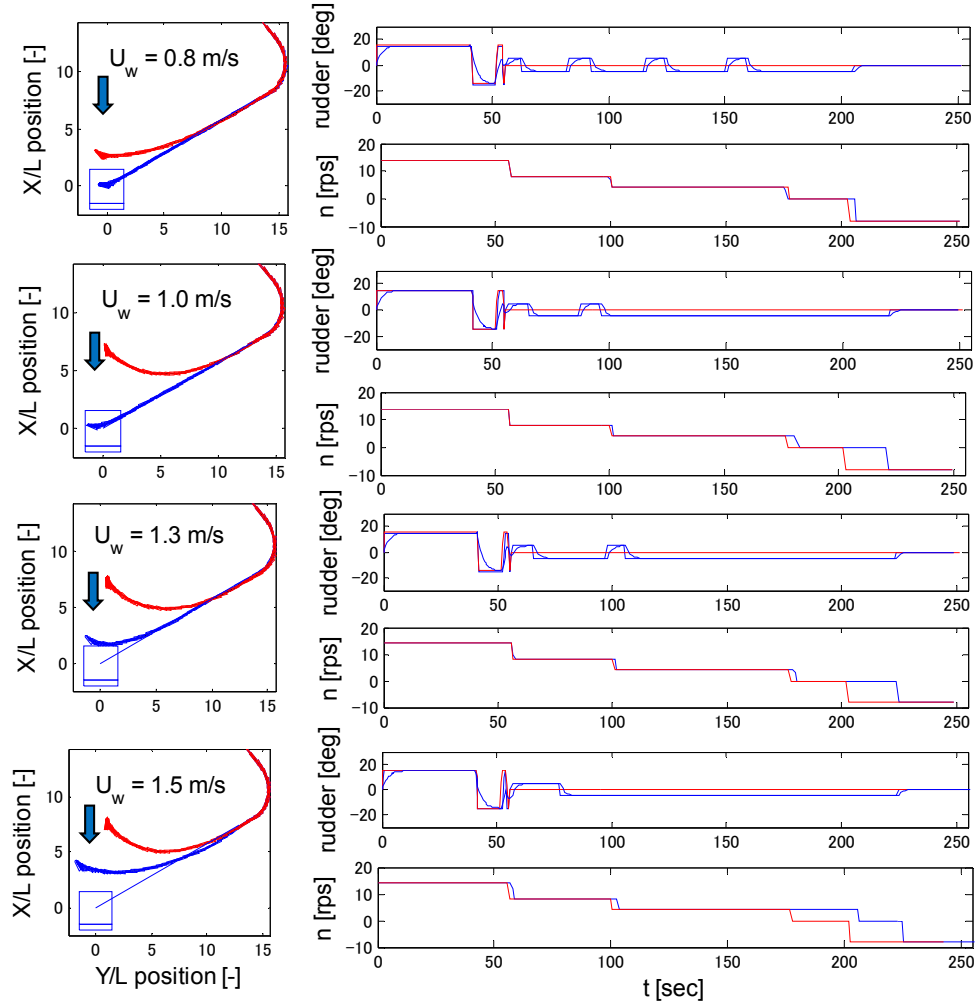 U_w = 0.8 m/s
X/L position [-]
10
5
0
0 5 10 15
rudder [deg]
20
0
-20
0 50 100 150 200 250
n [rps]
20
10
0
-10
0 50 100 150 200 250
U_w = 1.0 m/s
X/L position [-]
10
5
0
0 5 10 15
rudder [deg]
20
0
-20
0 50 100 150 200 250
n [rps]
20
10
0
-10
0 50 100 150 200 250
U_w = 1.3 m/s
X/L position [-]
10
5
0
0 5 10 15
rudder [deg]
20
0
-20
0 50 100 150 200 250
n [rps]
20
10
0
-10
0 50 100 150 200 250
U_w = 1.5 m/s
X/L position [-]
10
5
0
0 5 10 15
Y/L position [-]
rudder [deg]
20
0
-20
0 50 100 150 200 250
n [rps]
20
10
0
-10
0 50 100 150 200 250
t [sec]